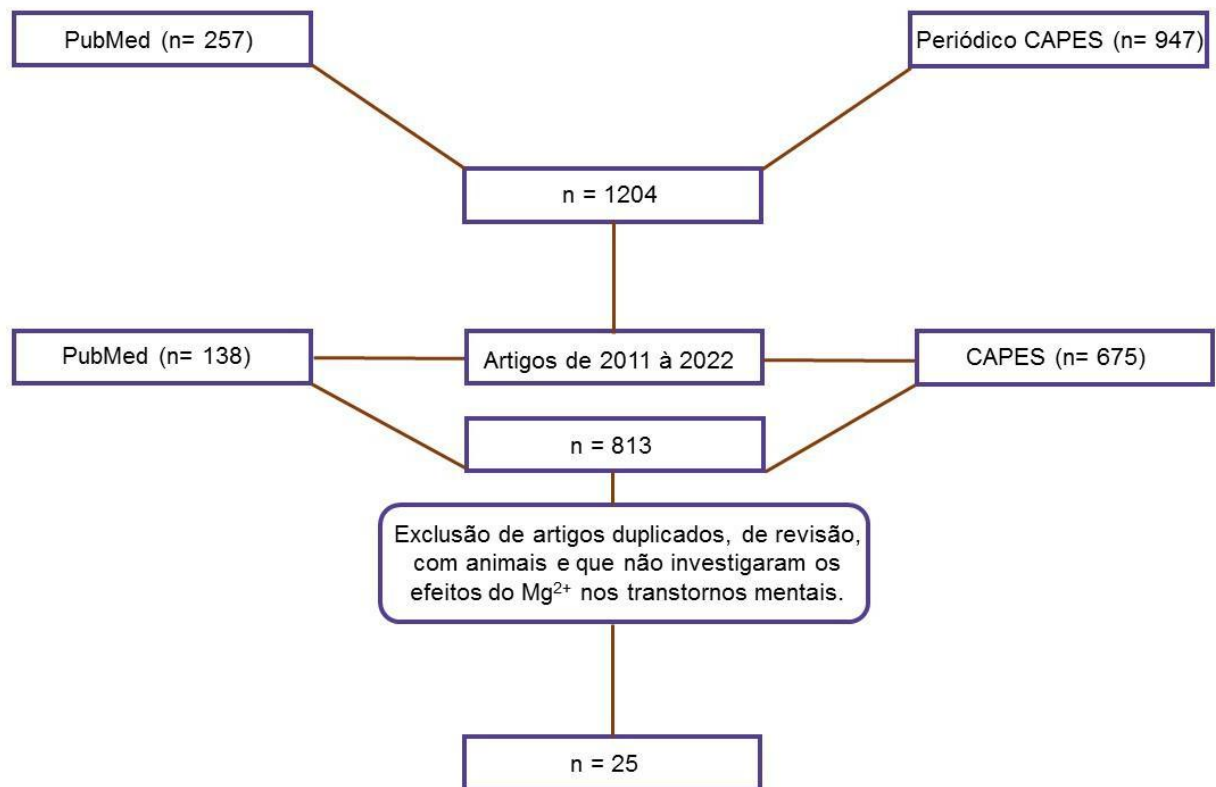 PubMed (n= 257)
Periódico CAPES (n= 947)
n = 1204
PubMed (n= 138)
Artigos de 2011 à 2022
CAPES (n= 675)
n = 813
Exclusão de artigos duplicados, de revisão,
com animais e que não investigaram os
efeitos do Mg²⁺ nos transtornos mentais.
n = 25